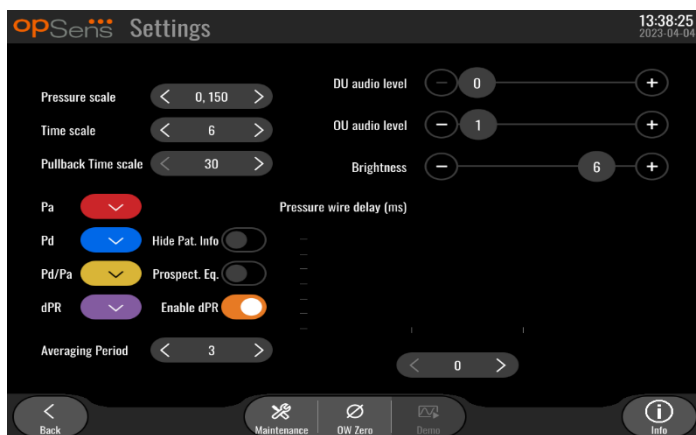 opSens Settings
13:38:25
2023-04-04
Pressure scale 0, 150
Time scale 6
Pullback Time scale 30
DU audio level 0
OU audio level 1
Brightness 6
Pa
Pd
Pd/Pa
dPR
Hide Pat. Info
Prospect. Eq.
Enable dPR
Averaging Period 3
Pressure wire delay (ms)
0
Back
Maintenance
OW Zero
Demo
Info